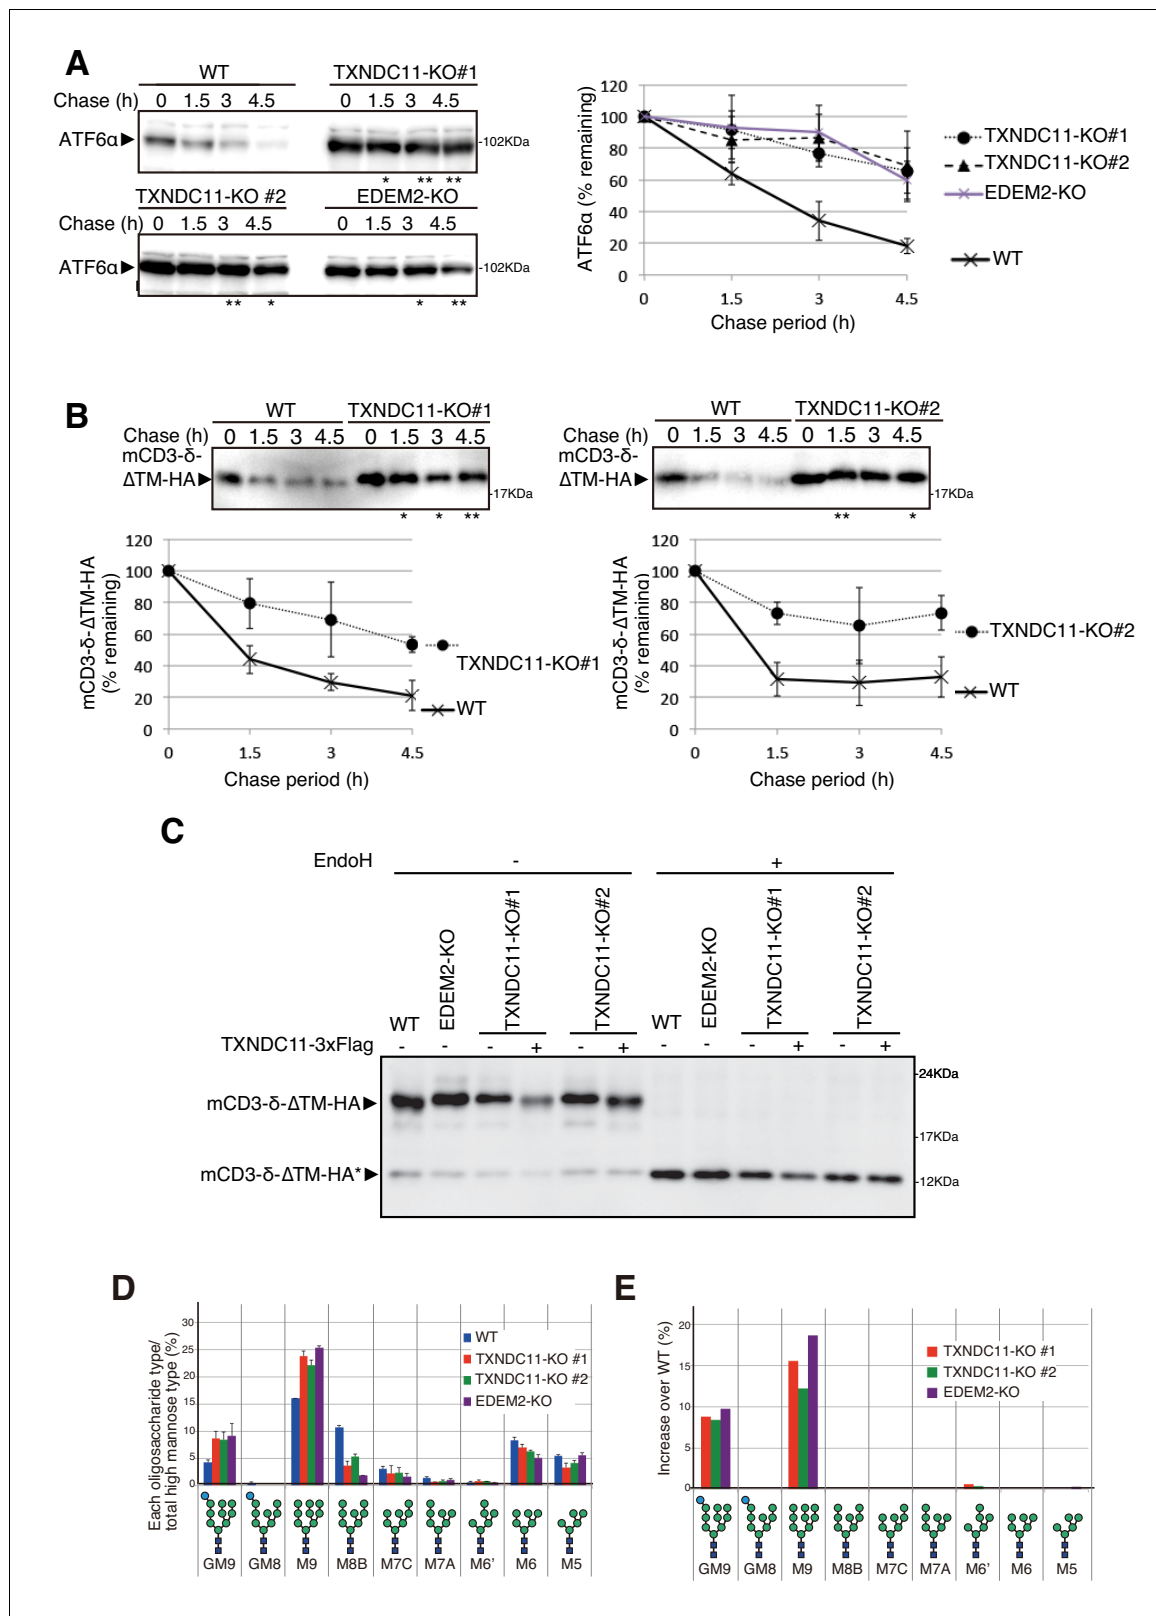 A
WT
TXNDC11-KO#1
Chase (h)
0 1.5 3 4.5
0 1.5 3 4.5
ATF6α
-102KDa
* ** **
TXNDC11-KO #2
EDEM2-KO
Chase (h)
0 1.5 3 4.5
0 1.5 3 4.5
ATF6α
-102KDa
** *
* **
ATF6α (% remaining)
120
100
80
60
40
20
0
0 1.5 3 4.5
Chase period (h)
TXNDC11-KO#1
TXNDC11-KO#2
EDEM2-KO
WT
B
WT
TXNDC11-KO#1
Chase (h) 0 1.5 3 4.5 0 1.5 3 4.5
mCD3-δ-
ΔTM-HA
-17KDa
* * **
WT
TXNDC11-KO#2
Chase (h) 0 1.5 3 4.5 0 1.5 3 4.5
mCD3-δ-
ΔTM-HA
-17KDa
** *
mCD3-δ-ΔTM-HA
(% remaining)
120
100
80
60
40
20
0
0 1.5 3 4.5
Chase period (h)
TXNDC11-KO#1
WT
mCD3-δ-ΔTM-HA
(% remaining)
120
100
80
60
40
20
0
0 1.5 3 4.5
Chase period (h)
TXNDC11-KO#2
WT
C
EndoH - +
WT
EDEM2-KO
TXNDC11-KO#1
TXNDC11-KO#2
WT
EDEM2-KO
TXNDC11-KO#1
TXNDC11-KO#2
TXNDC11-3xFlag - - - + - + - - - + - +
mCD3-δ-ΔTM-HA
mCD3-δ-ΔTM-HA*
-24KDa
-17KDa
-12KDa
D
Each oligosaccharide type/
total high mannose type (%)
30
25
20
15
10
5
0
WT
TXNDC11-KO #1
TXNDC11-KO #2
EDEM2-KO
GM9 GM8 M9 M8B M7C M7A M6' M6 M5
E
Increase over WT (%)
20
15
10
5
0
TXNDC11-KO #1
TXNDC11-KO #2
EDEM2-KO
GM9 GM8 M9 M8B M7C M7A M6' M6 M5